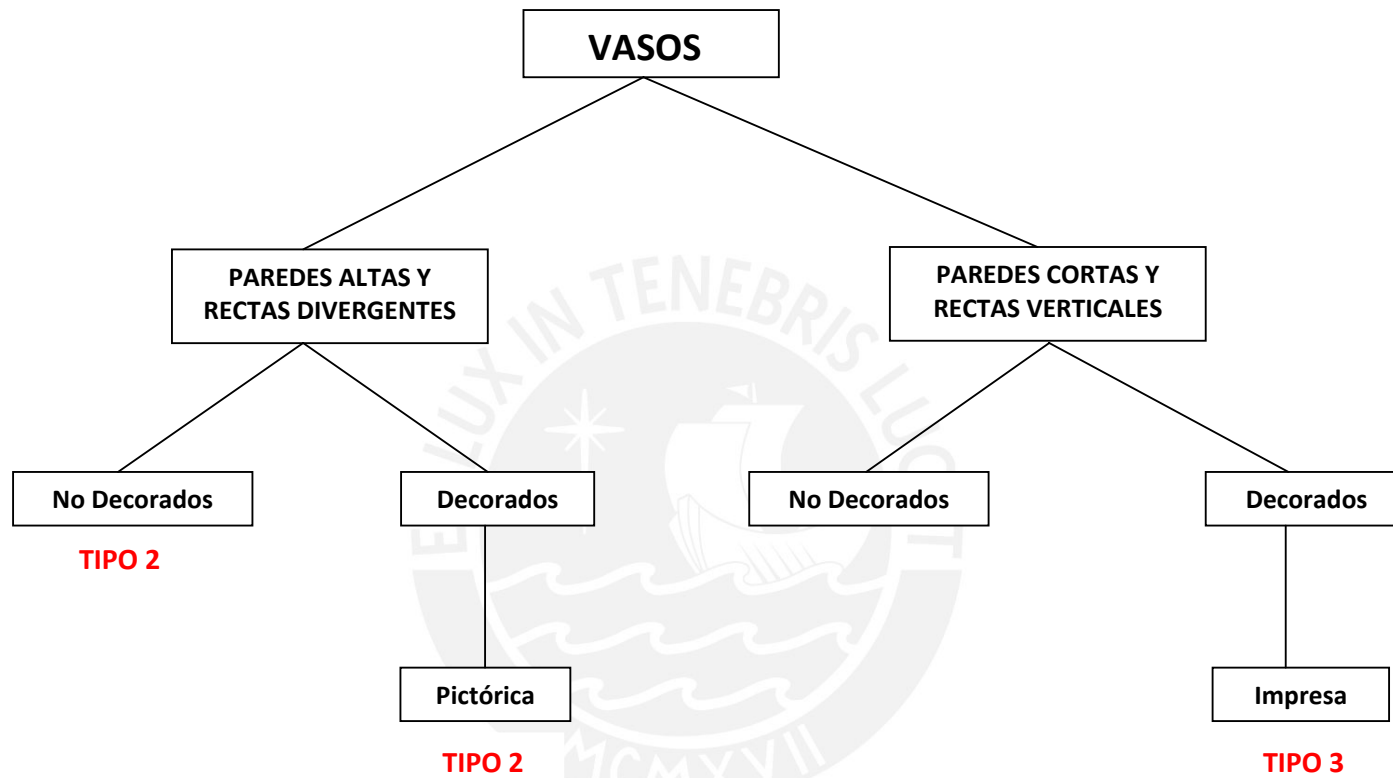 VASOS
PAREDES ALTAS Y
RECTAS DIVERGENTES
PAREDES CORTAS Y
RECTAS VERTICALES
No Decorados
Decorados
No Decorados
Decorados
TIPO 2
Pictórica
Impresa
TIPO 2
TIPO 3
ET LUX IN TENEBRIS LUCET
MCMXVII